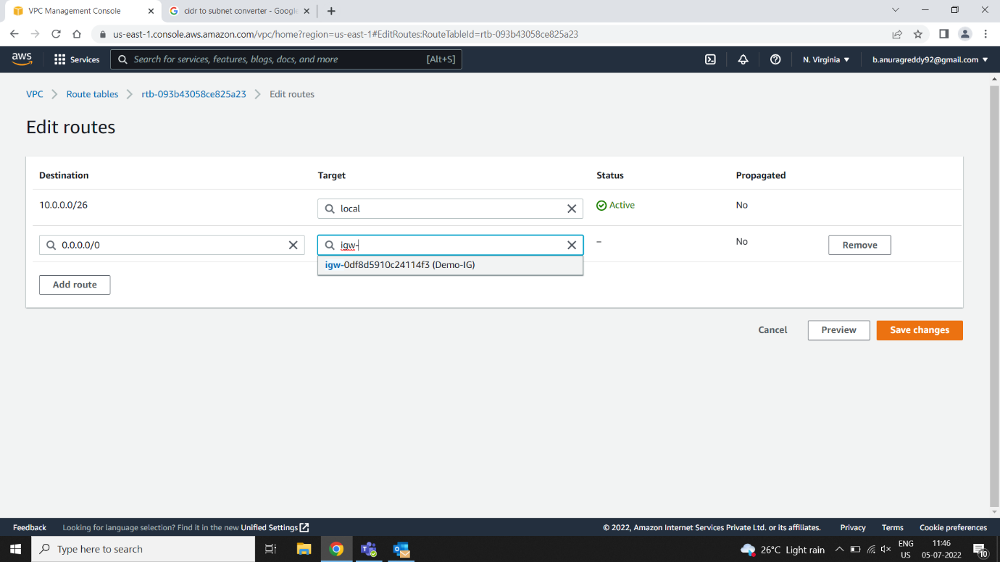 VPC Management Console
cidr to subnet converter - Google
us-east-1.console.aws.amazon.com/vpc/home?region=us-east-1#EditRoutes:RouteTableId=rtb-093b43058ce825a23
aws Services Search for services, features, blogs, docs, and more [Alt+S] N. Virginia b.anuragreddy92@gmail.com
VPC Route tables rtb-093b43058ce825a23 Edit routes
Edit routes
Destination Target Status Propagated
10.0.0.0/26 local Active No
0.0.0.0/0 igw- – No Remove
igw-0df8d5910c24114f3 (Demo-IG)
Add route
Cancel Preview Save changes
Feedback Looking for language selection? Find it in the new Unified Settings © 2022, Amazon Internet Services Private Ltd. or its affiliates. Privacy Terms Cookie preferences
Type here to search 26°C Light rain ENG 11:46
US 05-07-2022 10